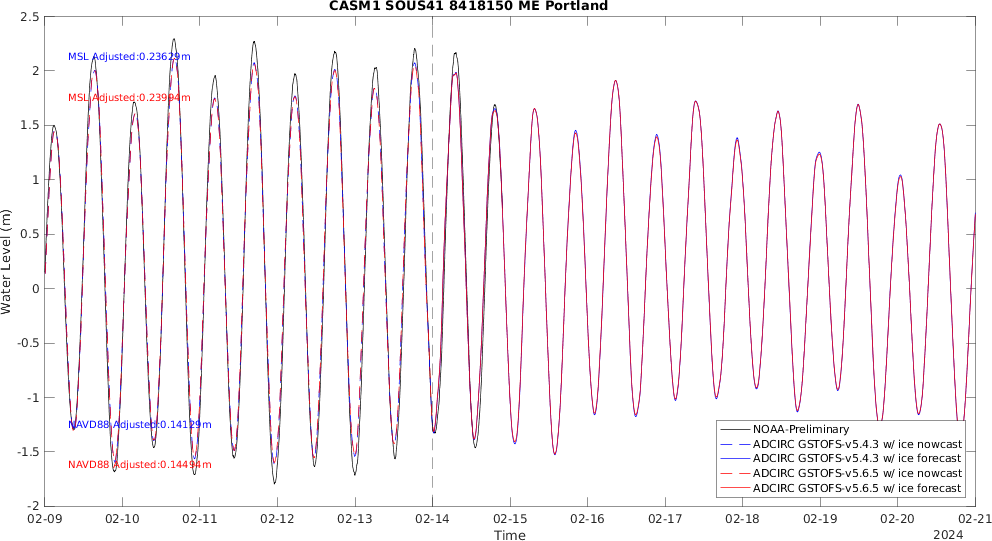 CASM1 SOUS41 8418150 ME Portland
2.5
2
1.5
1
0.5
0
-0.5
-1
-1.5
-2
Water Level (m)
MSL Adjusted:0.23629m
MSL Adjusted:0.23994m
NAVD88 Adjusted:0.14129m
NAVD88 Adjusted:0.14494m
NOAA-Preliminary
ADCIRC GSTOFS-v5.4.3 w/ ice nowcast
ADCIRC GSTOFS-v5.4.3 w/ ice forecast
ADCIRC GSTOFS-v5.6.5 w/ ice nowcast
ADCIRC GSTOFS-v5.6.5 w/ ice forecast
02-09 02-10 02-11 02-12 02-13 02-14 02-15 02-16 02-17 02-18 02-19 02-20 02-21
Time
2024